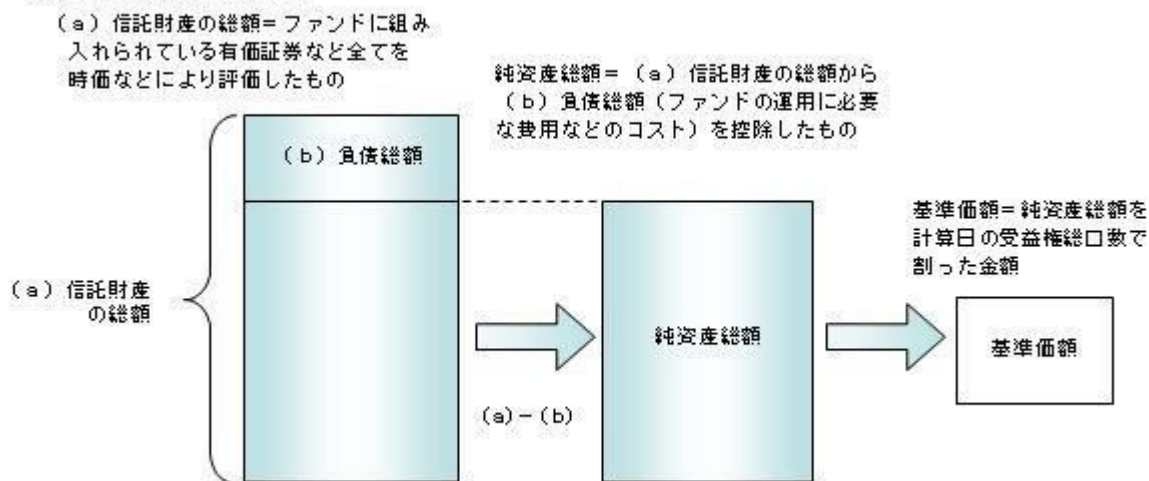 (a)信託財産の総額=ファンドに組み
入れられている有価証券など全てを
時価などにより評価したもの
純資産総額=(a)信託財産の総額から
(b)負債総額(ファンドの運用に必要
な費用などのコスト)を控除したもの
(b)負債総額
基準価額=純資産総額を
計算日の受益権総口数で
割った金額
(a)信託財産
の総額
純資産総額
基準価額
(a)-(b)